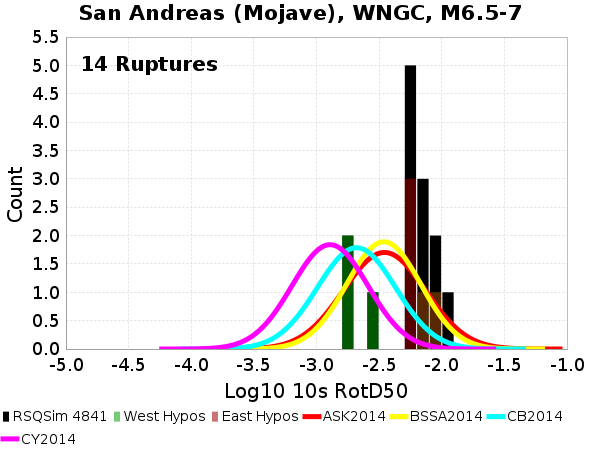 San Andreas (Mojave), WNGC, M6.5-7
5.5
5.0
4.5
4.0
3.5
3.0
2.5
2.0
1.5
1.0
0.5
0.0
Count
14 Ruptures
-5.0 -4.5 -4.0 -3.5 -3.0 -2.5 -2.0 -1.5 -1.0
Log10 10s RotD50
RSQSim 4841 West Hypos East Hypos ASK2014 BSSA2014 CB2014
CY2014